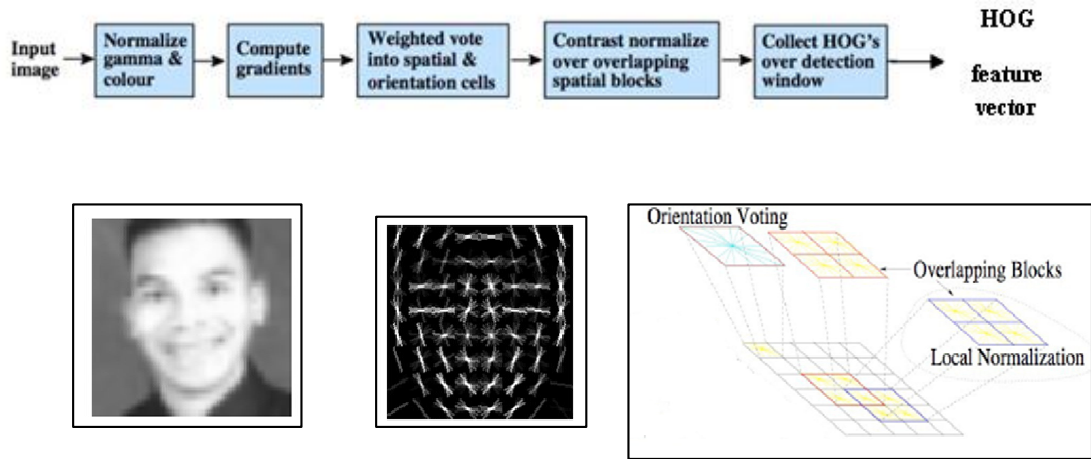 Input
image
Normalize
gamma &
colour
Compute
gradients
Weighted vote
into spatial &
orientation cells
Contrast normalize
over overlapping
spatial blocks
Collect HOG's
over detection
window
HOG
feature
vector
Orientation Voting
Overlapping Blocks
Local Normalization